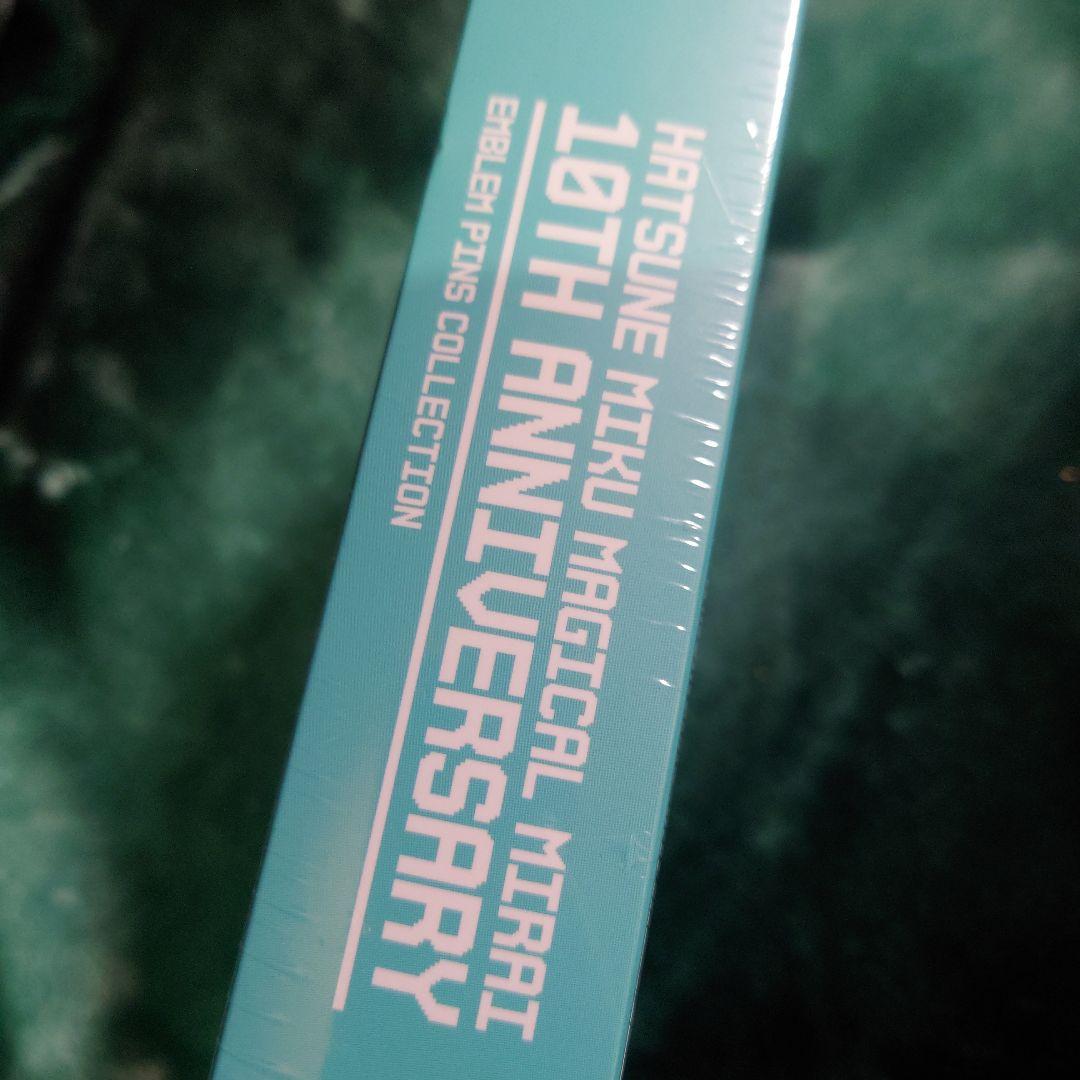 HATSUNE MIKU MAGICAL MIRAI
10TH ANNIVERSARY
EMBLEM PINS COLLECTION